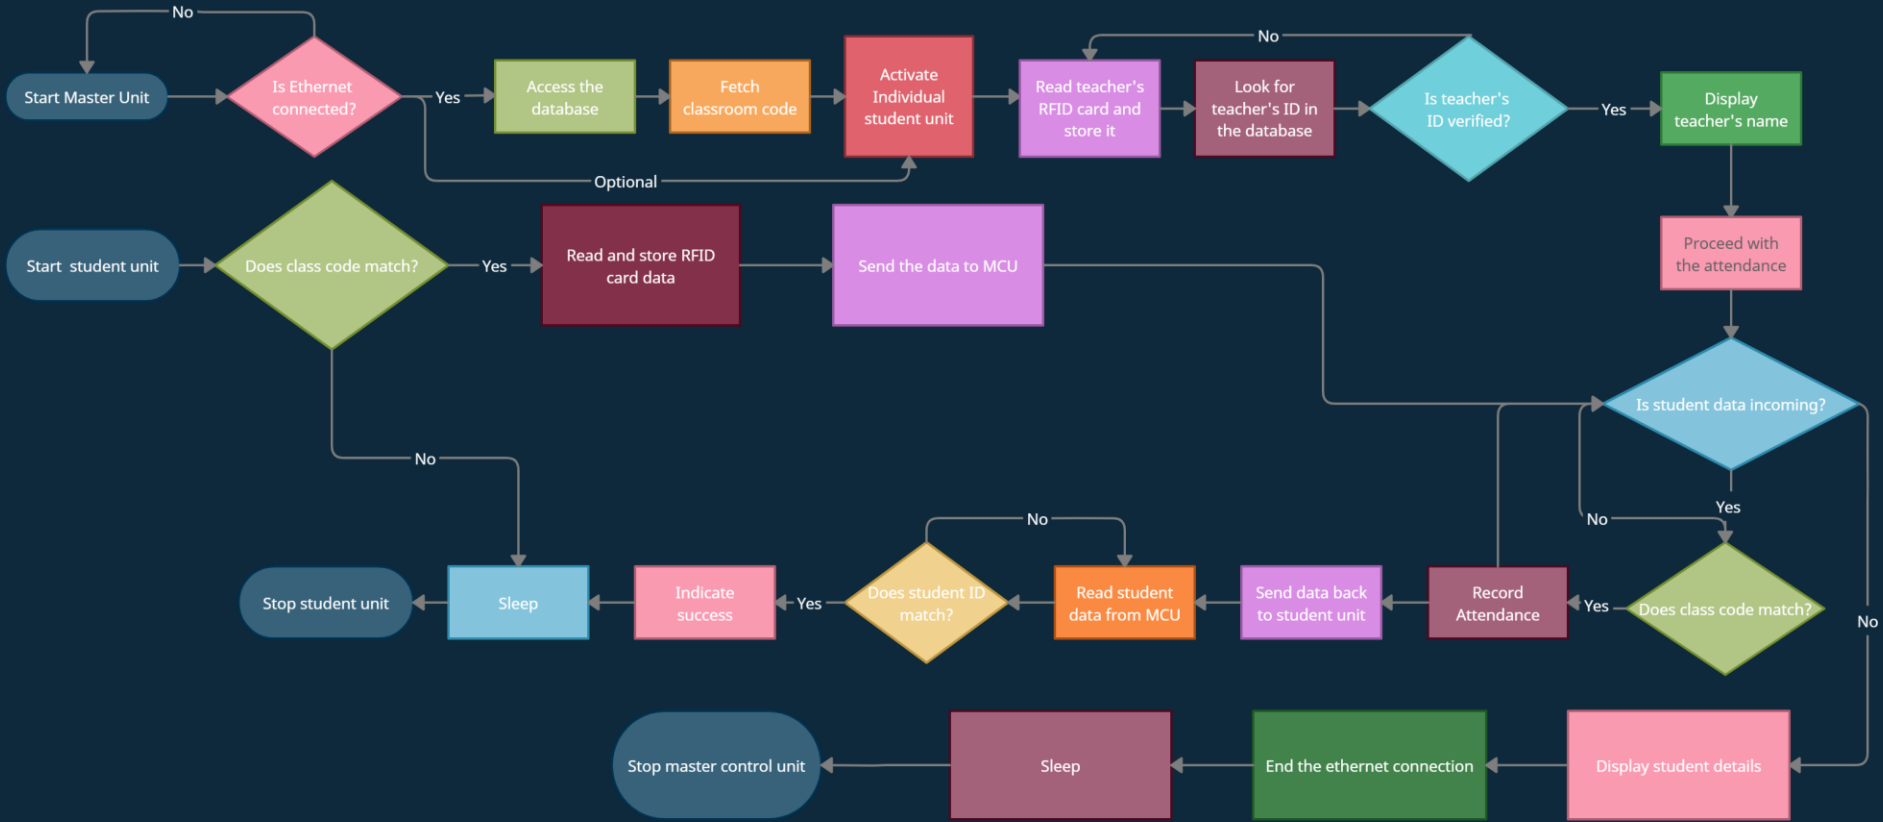 No
Start Master Unit
Is Ethernet
connected?
Yes
Access the
database
Fetch
classroom code
Activate
Individual
student unit
Optional
Read teacher's
RFID card and
store it
Look for
teacher's ID in
the database
No
Is teacher's
ID verified?
Yes
Display
teacher's name
Proceed with
the attendance
Start student unit
Does class code match?
Yes
Read and store RFID
card data
Send the data to MCU
Is student data incoming?
No
Yes
No
No
Does class code match?
Yes
Record
Attendance
Send data back
to student unit
Read student
data from MCU
No
Does student ID
match?
Yes
Indicate
success
Sleep
Stop student unit
Display student details
End the ethernet connection
Sleep
Stop master control unit